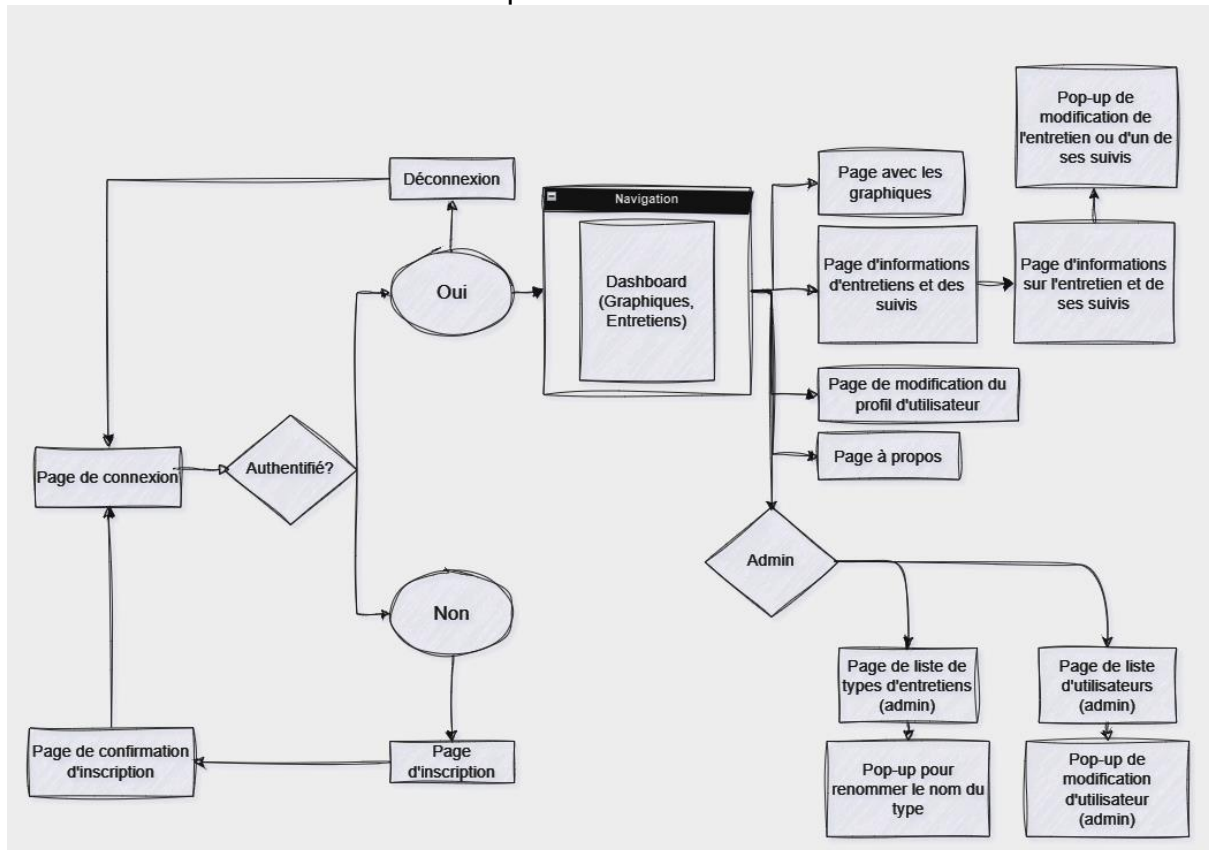 Pop-up de
modification de
l'entretien ou d'un de
ses suivis
Déconnexion
Page avec les
graphiques
Navigation
Oui
Dashboard
(Graphiques,
Entretiens)
Page d'informations
d'entretiens et des
suivis
Page d'informations
sur l'entretien et de
ses suivis
Page de modification du
profil d'utilisateur
Page à propos
Page de connexion
Authentifié?
Admin
Non
Page de liste de
types d'entretiens
(admin)
Page de liste
d'utilisateurs
(admin)
Page de confirmation
d'inscription
Page
d'inscription
Pop-up pour
renommer le nom du
type
Pop-up de
modification
d'utilisateur
(admin)